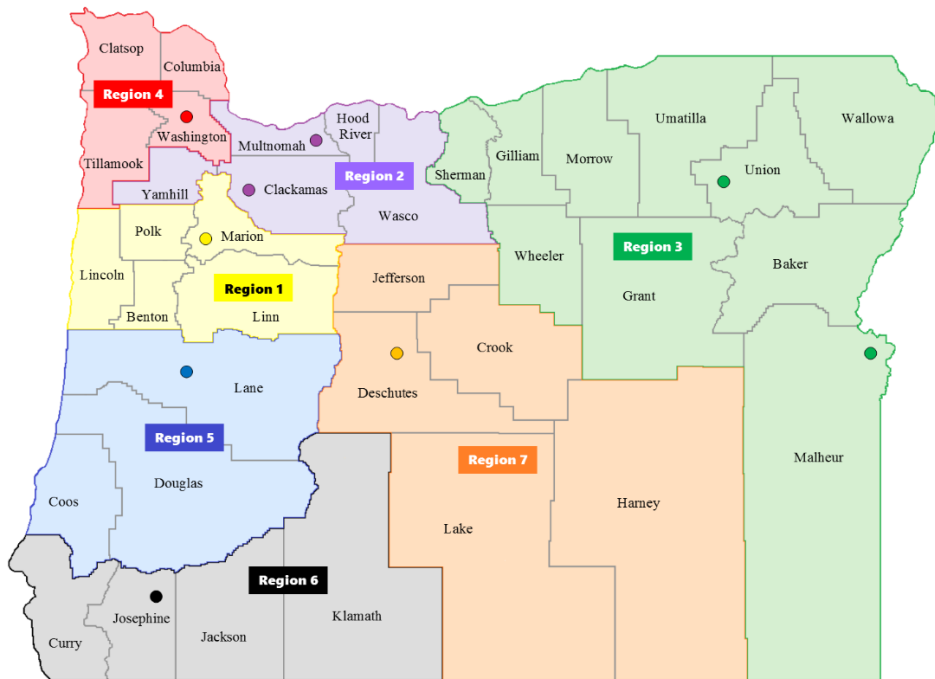 Clatsop
Columbia
Region 4
Washington
Tillamook
Multnomah
Hood
River
Yamhill
Clackamas
Region 2
Wasco
Sherman
Gilliam
Morrow
Umatilla
Union
Wallowa
Polk
Marion
Lincoln
Region 1
Benton
Linn
Jefferson
Wheeler
Region 3
Grant
Baker
Crook
Deschutes
Lane
Region 5
Douglas
Coos
Region 7
Lake
Harney
Malheur
Region 6
Josephine
Curry
Jackson
Klamath